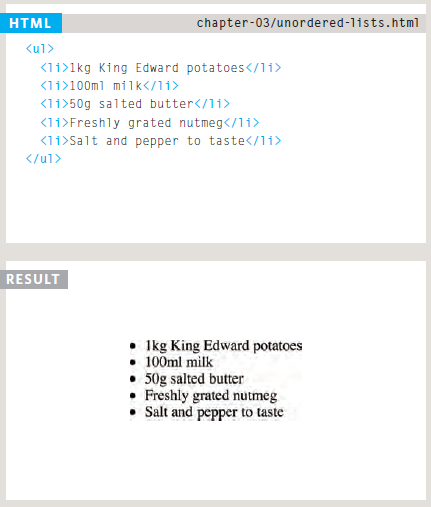 HTML chapter-03/unordered-lists.html
<ul>
<li>1kg King Edward potatoes</li>
<li>100ml milk</li>
<li>50g salted butter</li>
<li>Freshly grated nutmeg</li>
<li>Salt and pepper to taste</li>
</ul>
RESULT
• 1kg King Edward potatoes
• 100ml milk
• 50g salted butter
• Freshly grated nutmeg
• Salt and pepper to taste